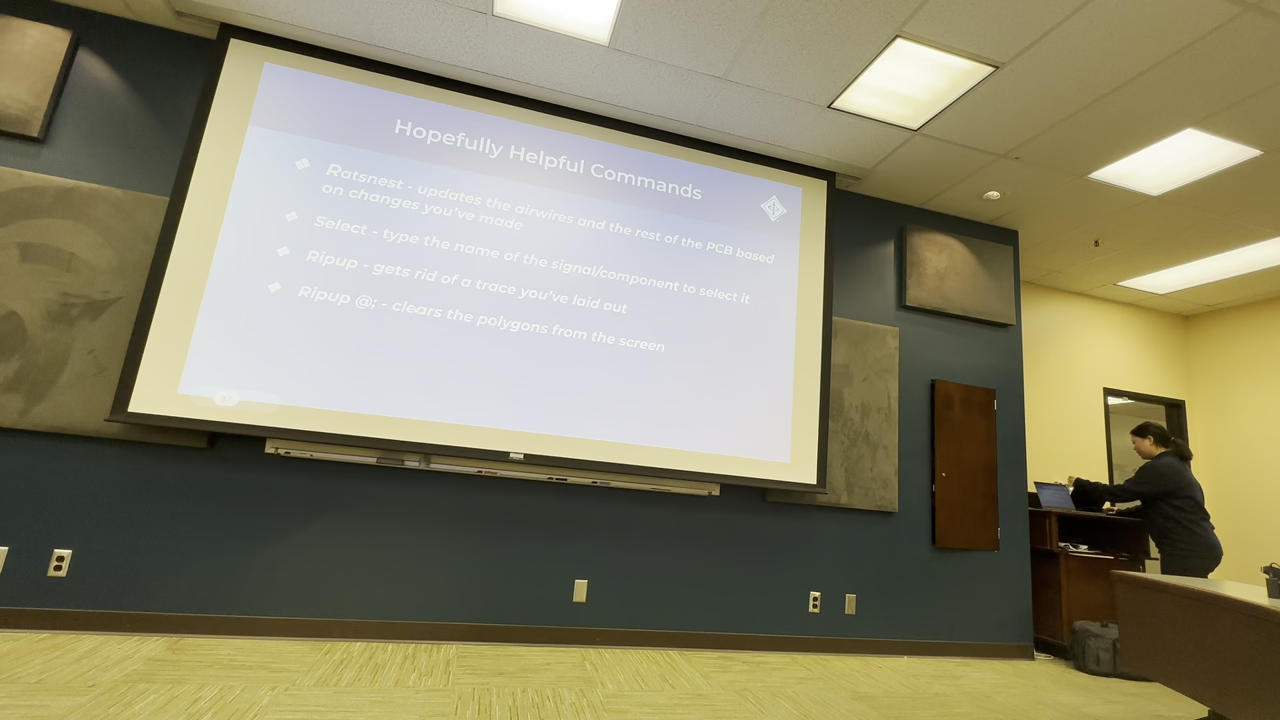 Hopefully Helpful Commands
Ratsnest - updates the airwires and the rest of the PCB based
on changes you've made
Select - type the name of the signal/component to select it
Ripup - gets rid of a trace you've laid out
Ripup @; - clears the polygons from the screen